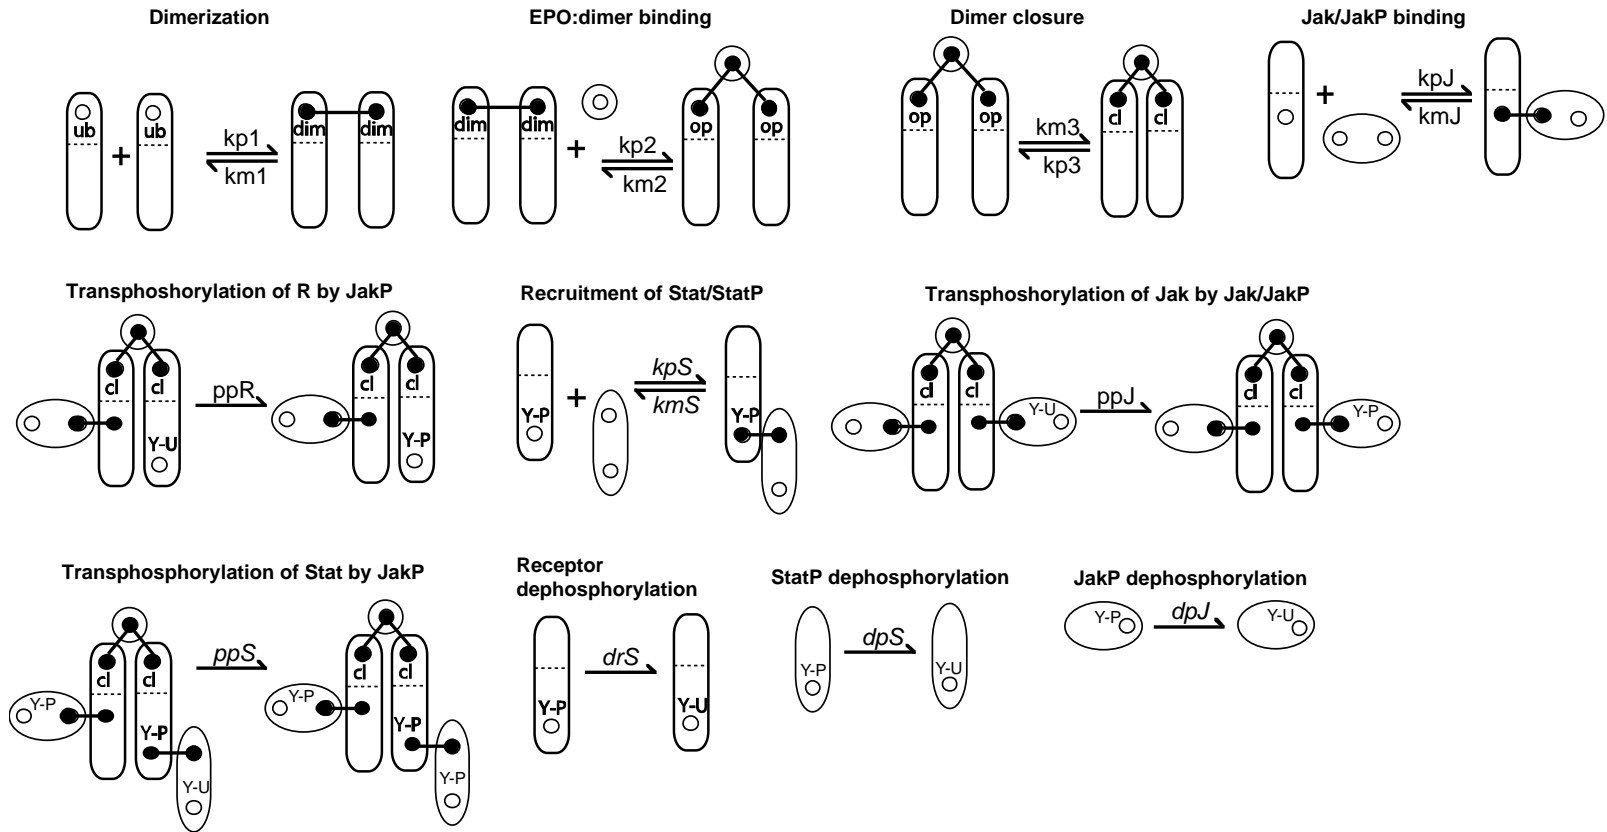 Dimerization
EPO:dimer binding
Dimer closure
Jak/JakP binding
ub
+
ub
kp1
km1
dim
dim
dim
dim
+
kp2
km2
op
op
op
op
km3
kp3
cl
cl
+
kpJ
kmJ
Transphoshorylation of R by JakP
Recruitment of Stat/StatP
Transphoshorylation of Jak by Jak/JakP
cl
cl
Y-U
ppR
cl
cl
Y-P
Y-P
+
kpS
kmS
Y-P
cl
cl
Y-U
ppJ
cl
cl
Y-P
Transphosphorylation of Stat by JakP
Receptor
dephosphorylation
StatP dephosphorylation
JakP dephosphorylation
Y-P
cl
cl
Y-P
Y-U
ppS
Y-P
cl
cl
Y-P
Y-P
Y-P
drS
Y-U
Y-P
dpS
Y-U
Y-P
dpJ
Y-U